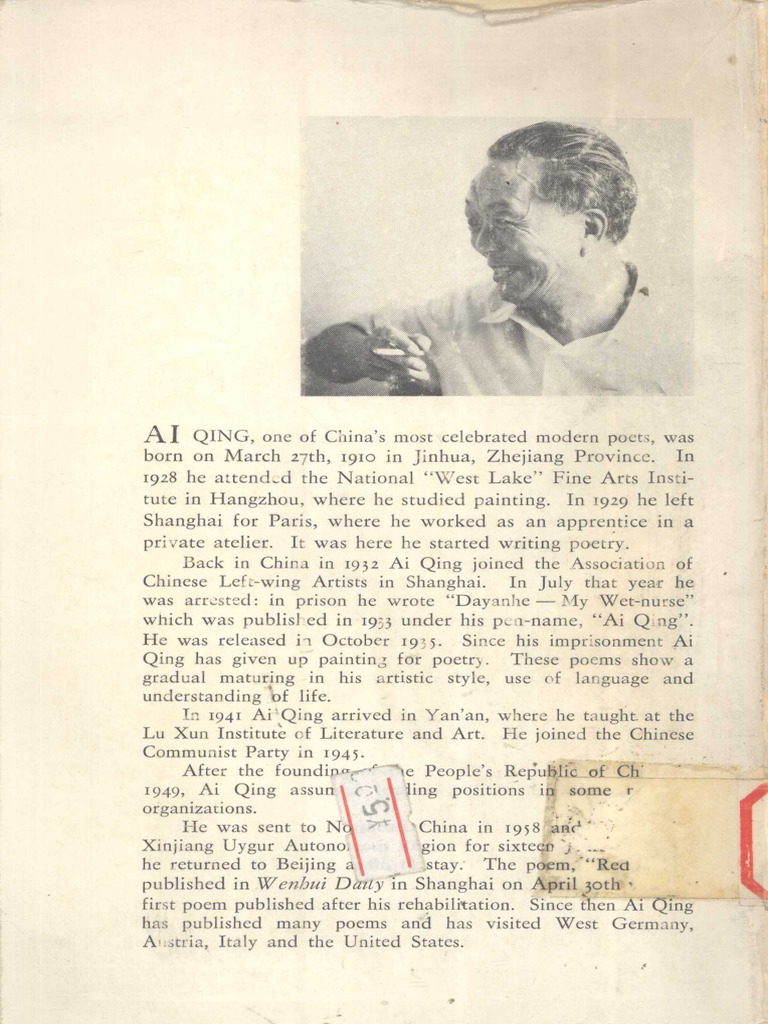 AI QING, one of China's most celebrated modern poets, was
born on March 27th, 1910 in Jinhua, Zhejiang Province. In
1928 he attended the National "West Lake" Fine Arts Insti-
tute in Hangzhou, where he studied painting. In 1929 he left
Shanghai for Paris, where he worked as an apprentice in a
private atelier. It was here he started writing poetry.
Back in China in 1932 Ai Qing joined the Association of
Chinese Left-wing Artists in Shanghai. In July that year he
was arrested: in prison he wrote "Dayanhe — My Wet-nurse"
which was published in 1933 under his pen-name, "Ai Qing".
He was released in October 1935. Since his imprisonment Ai
Qing has given up painting for poetry. These poems show a
gradual maturing in his artistic style, use of language and
understanding of life.
In 1941 Ai Qing arrived in Yan'an, where he taught at the
Lu Xun Institute of Literature and Art. He joined the Chinese
Communist Party in 1945.
After the founding of the People's Republic of
1949, Ai Qing positions in some
organizations.
He was sent to China in 1958 and
Xinjiang Uygur for sixteen
he returned to Beijing stay. The poem, "Red
published in Wenhui Daily in Shanghai on April 30th
first poem published after his rehabilitation. Since then Ai Qing
has published many poems and has visited West Germany,
Austria, Italy and the United States.